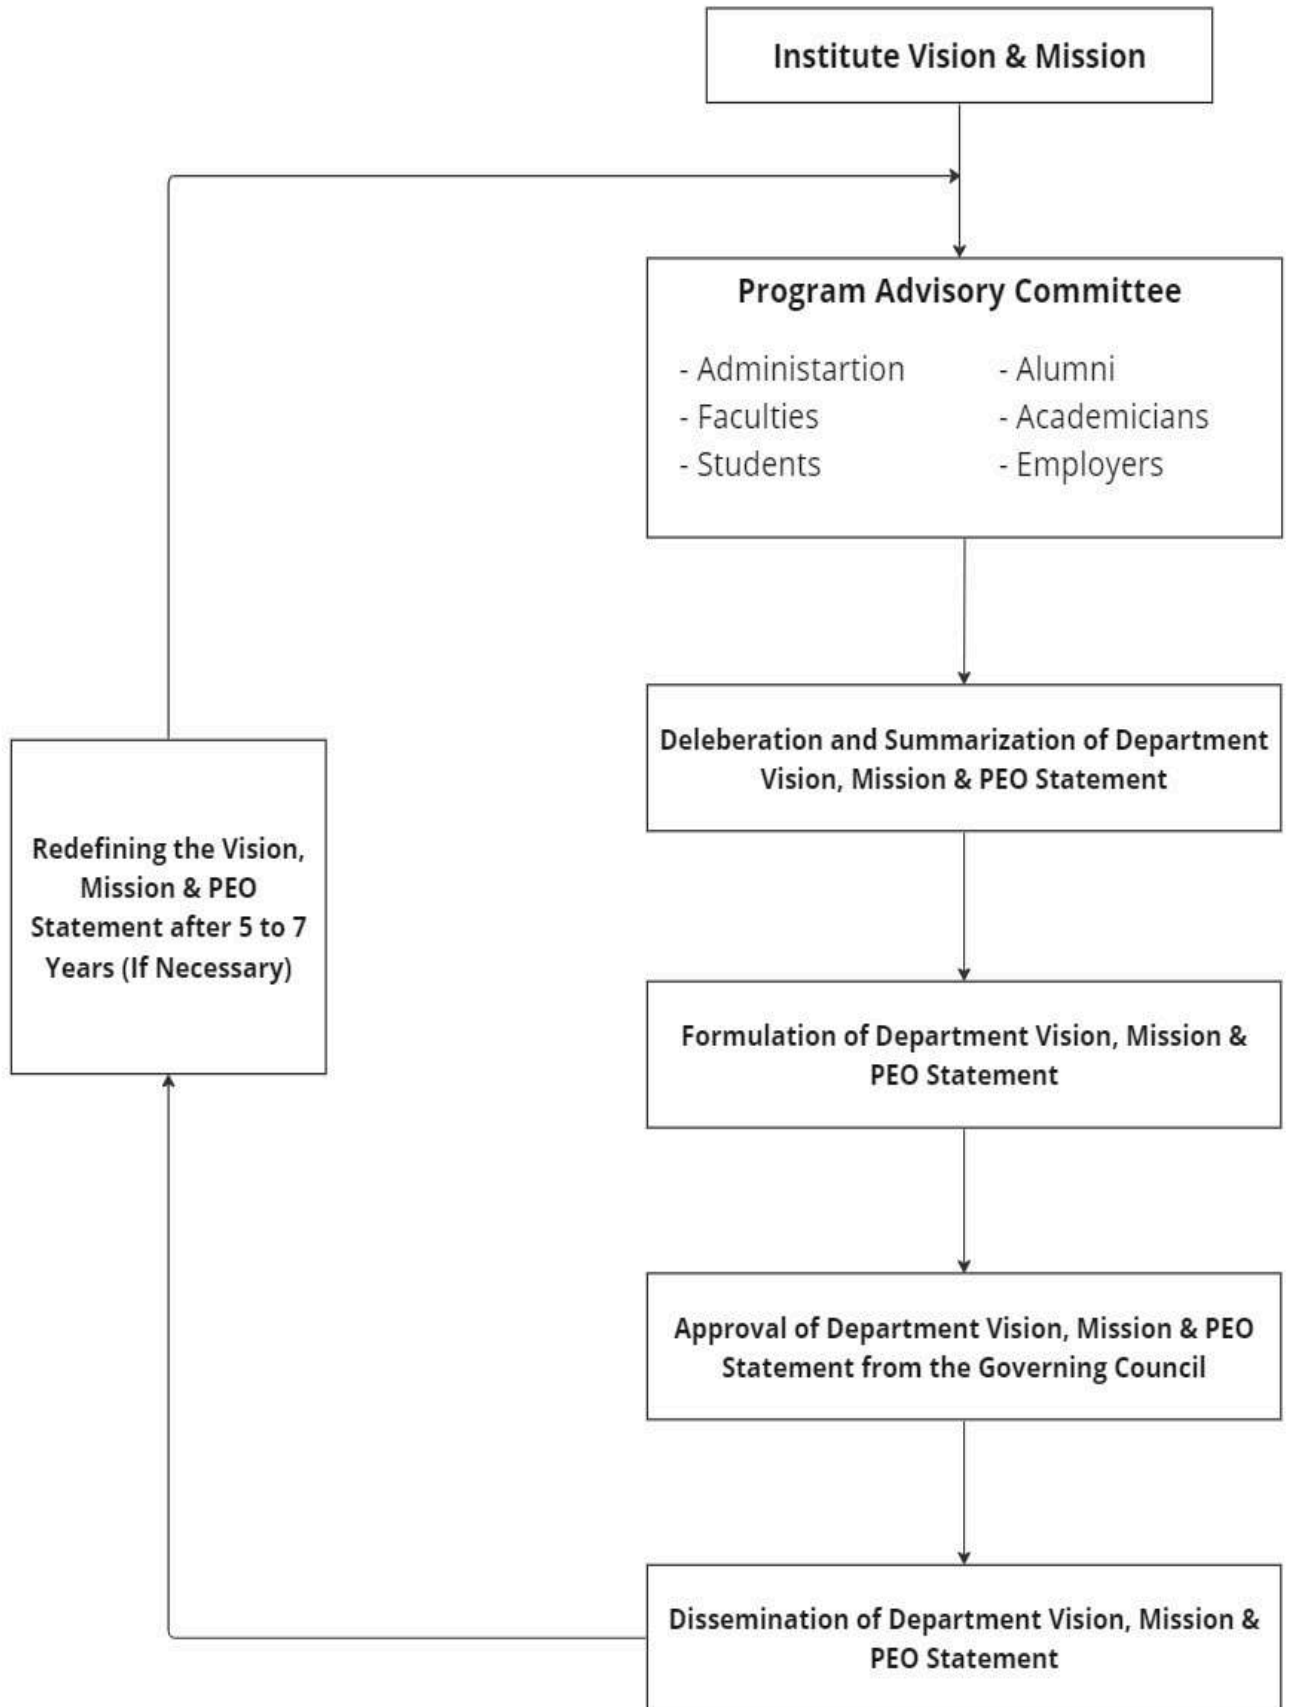 Institute Vision & Mission
Program Advisory Committee
- Administartion
- Faculties
- Students
- Alumni
- Academicians
- Employers
Deleberation and Summarization of Department
Vision, Mission & PEO Statement
Redefining the Vision,
Mission & PEO
Statement after 5 to 7
Years (If Necessary)
Formulation of Department Vision, Mission &
PEO Statement
Approval of Department Vision, Mission & PEO
Statement from the Governing Council
Dissemination of Department Vision, Mission &
PEO Statement